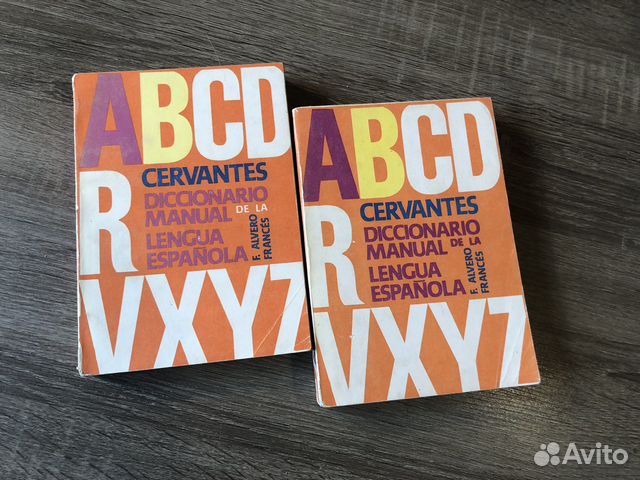 ABCD
CERVANTES
DICCIONARIO
MANUAL DE LA
LENGUA
ESPAÑOLA
F. ALVERO
FRANCÉS
R
VXYZ
ABCD
CERVANTES
DICCIONARIO
MANUAL DE LA
LENGUA
ESPAÑOLA
F. ALVERO
FRANCÉS
R
VXYZ
Avito